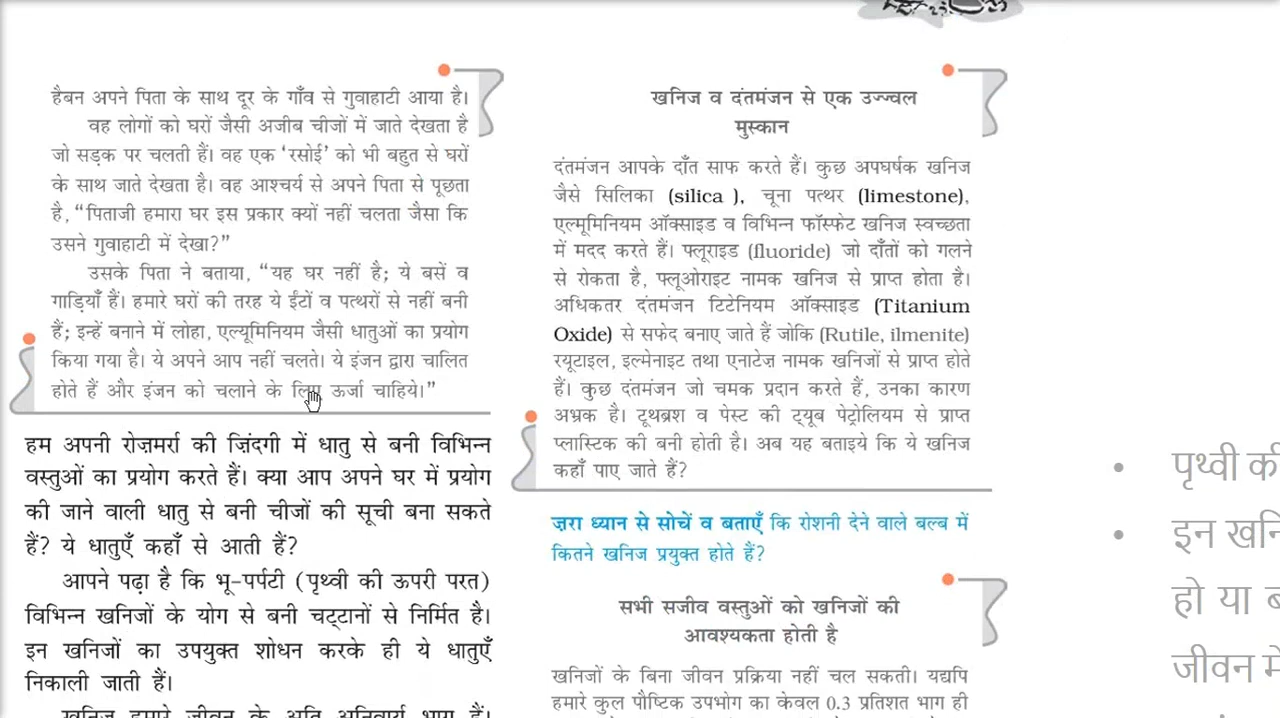 हैबन अपने पिता के साथ दूर के गाँव से गुवाहाटी आया है।
वह लोगों को घरों जैसी अजीब चीजों में जाते देखता है
जो सड़क पर चलती हैं। वह एक ‘रसोई’ को भी बहुत से घरों
के साथ जाते देखता है। वह आश्चर्य से अपने पिता से पूछता
है, “पिताजी हमारा घर इस प्रकार क्यों नहीं चलता जैसा कि
उसने गुवाहाटी में देखा?”
उसके पिता ने बताया, “यह घर नहीं है; ये बसें व
गाड़ियाँ हैं। हमारे घरों की तरह ये ईंटों व पत्थरों से नहीं बनी
हैं; इन्हें बनाने में लोहा, एल्यूमिनियम जैसी धातुओं का प्रयोग
किया गया है। ये अपने आप नहीं चलते। ये इंजन द्वारा चालित
होते हैं और इंजन को चलाने के लिए ऊर्जा चाहिये।”
हम अपनी रोज़मर्रा की ज़िंदगी में धातु से बनी विभिन्न
वस्तुओं का प्रयोग करते हैं। क्या आप अपने घर में प्रयोग
की जाने वाली धातु से बनी चीजों की सूची बना सकते
हैं? ये धातुएँ कहाँ से आती हैं?
आपने पढ़ा है कि भू-पर्पटी (पृथ्वी की ऊपरी परत)
विभिन्न खनिजों के योग से बनी चट्टानों से निर्मित है।
इन खनिजों का उपयुक्त शोधन करके ही ये धातुएँ
निकाली जाती हैं।
खनिज हमारे जीवन के अति अनिवार्य भाग हैं।
खनिज व दंतमंजन से एक उज्ज्वल
मुस्कान
दंतमंजन आपके दाँत साफ करते हैं। कुछ अपघर्षक खनिज
जैसे सिलिका (silica ), चूना पत्थर (limestone),
एल्मूमिनियम ऑक्साइड व विभिन्न फॉस्फेट खनिज स्वच्छता
में मदद करते हैं। फ्लूराइड (fluoride) जो दाँतों को गलने
से रोकता है, फ्लूओराइट नामक खनिज से प्राप्त होता है।
अधिकतर दंतमंजन टिटेनियम ऑक्साइड (Titanium
Oxide) से सफेद बनाए जाते हैं जोकि (Rutile, ilmenite)
रयूटाइल, इल्मेनाइट तथा एनाटेज़ नामक खनिजों से प्राप्त होते
हैं। कुछ दंतमंजन जो चमक प्रदान करते हैं, उनका कारण
अभ्रक है। टूथब्रश व पेस्ट की ट्यूब पेट्रोलियम से प्राप्त
प्लास्टिक की बनी होती है। अब यह बताइये कि ये खनिज
कहाँ पाए जाते हैं?
ज़रा ध्यान से सोचें व बताएँ कि रोशनी देने वाले बल्ब में
कितने खनिज प्रयुक्त होते हैं?
सभी सजीव वस्तुओं को खनिजों की
आवश्यकता होती है
खनिजों के बिना जीवन प्रक्रिया नहीं चल सकती। यद्यपि
हमारे कुल पौष्टिक उपभोग का केवल 0.3 प्रतिशत भाग ही
• पृथ्वी की
• इन खनि
हो या ब
जीवन में